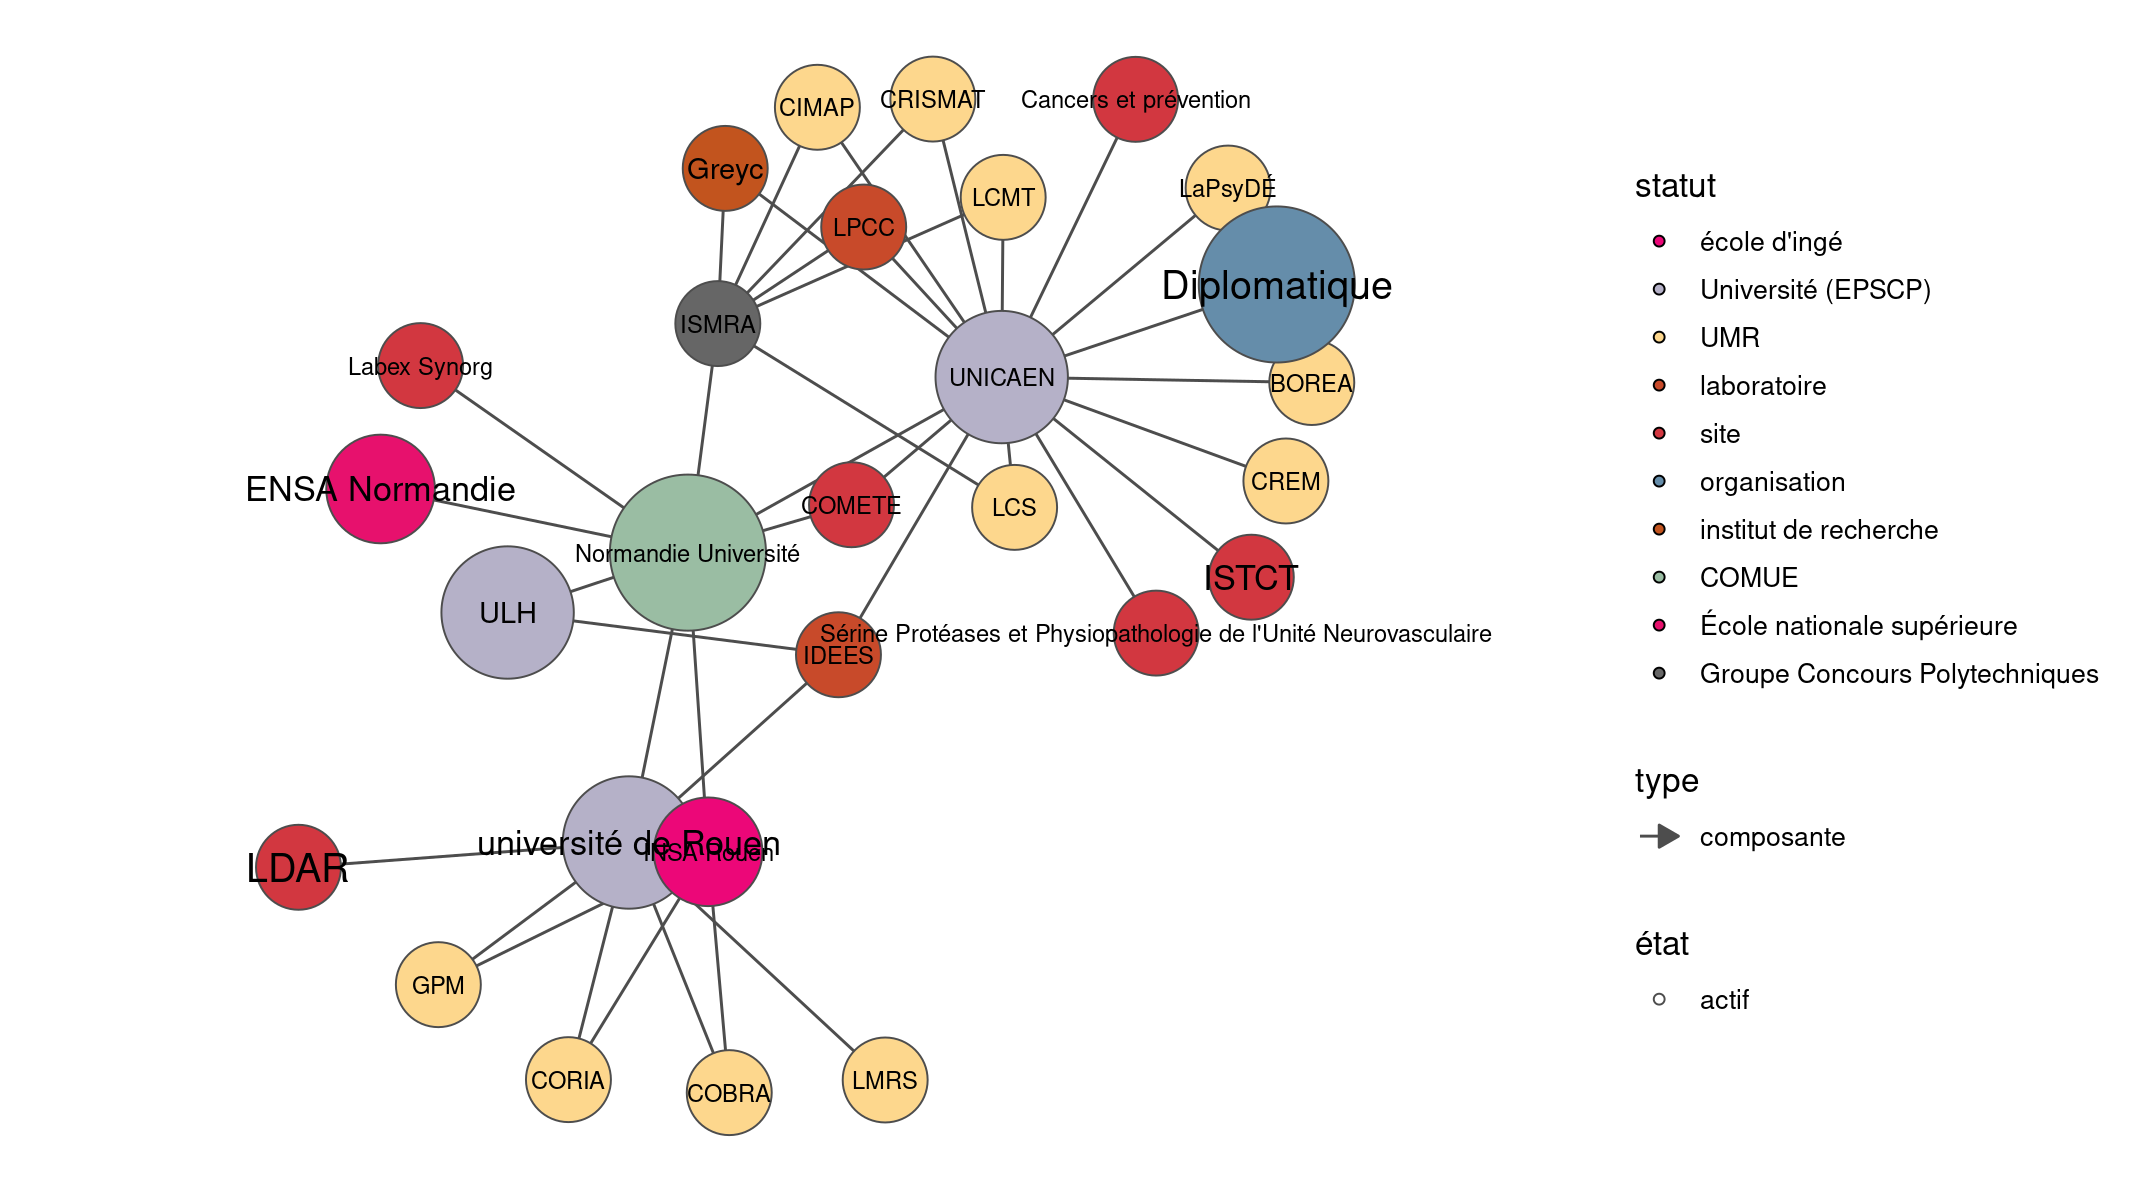 CIMAP
CRISMAT
Cancers et prévention
Greyc
LCMT
LaPsyDÉ
LPCC
Diplomatique
ISMRA
Labex Synorg
UNICAEN
BOREA
ENSA Normandie
CREM
COMETE
LCS
Normandie Université
ISTCT
ULH
Sérine Protéases et Physiopathologie de l'Unité Neurovasculaire
IDEES
université de Rouen
INSA Rouen
LDAR
GPM
CORIA
COBRA
LMRS
statut
école d'ingé
Université (EPSCP)
UMR
laboratoire
site
organisation
institut de recherche
COMUE
École nationale supérieure
Groupe Concours Polytechniques
type
composante
état
actif